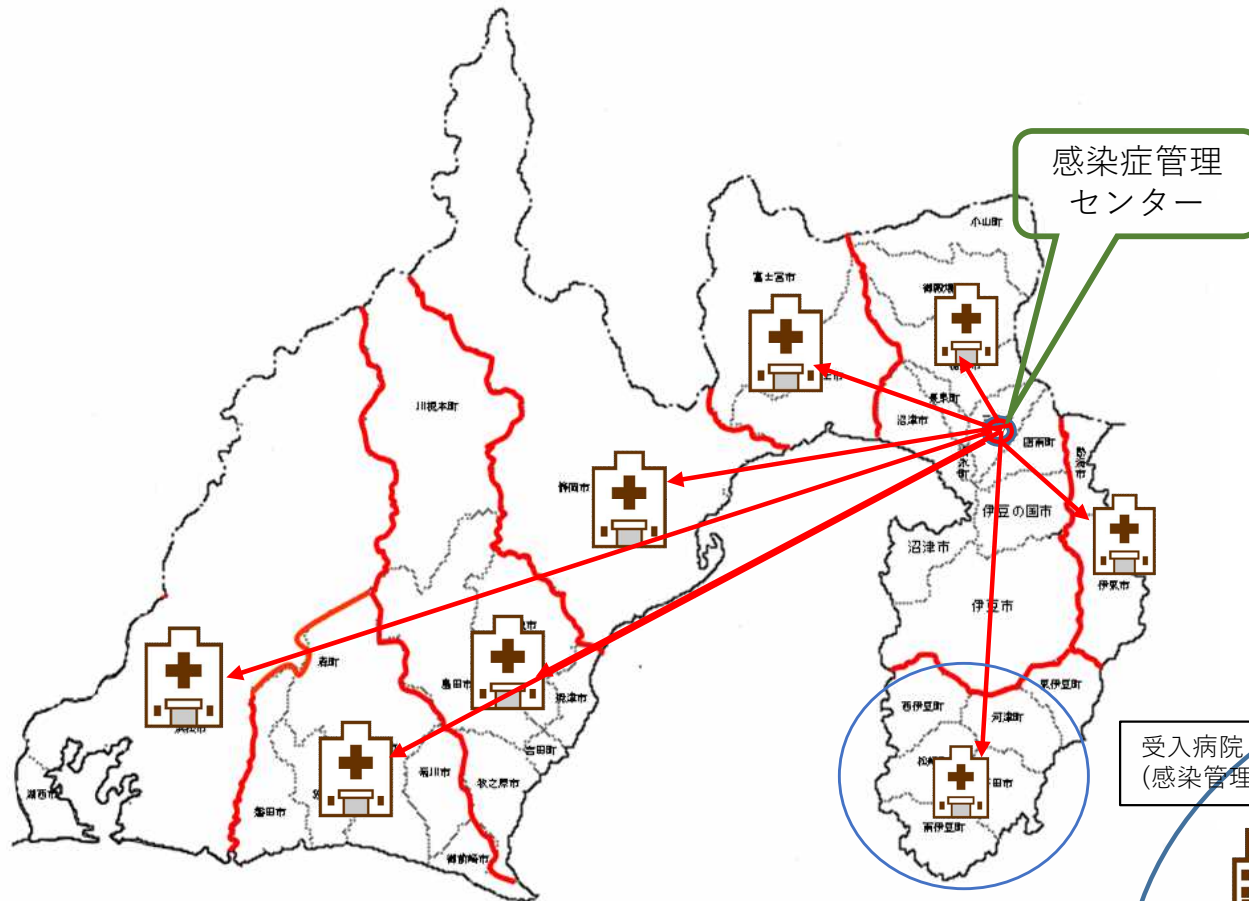 感染症管理
センター
小山町
富士宮市
御殿場
川根本町
長泉町
沼津市
函南町
熱海市
静岡市
伊豆の国市
沼津市
伊東市
伊豆市
森町
島田市
焼津市
東伊豆町
西伊豆町
河津町
吉田町
菊川市
牧之原市
湖西市
磐田市
南伊豆町
御前崎市
受入病院
(感染管理